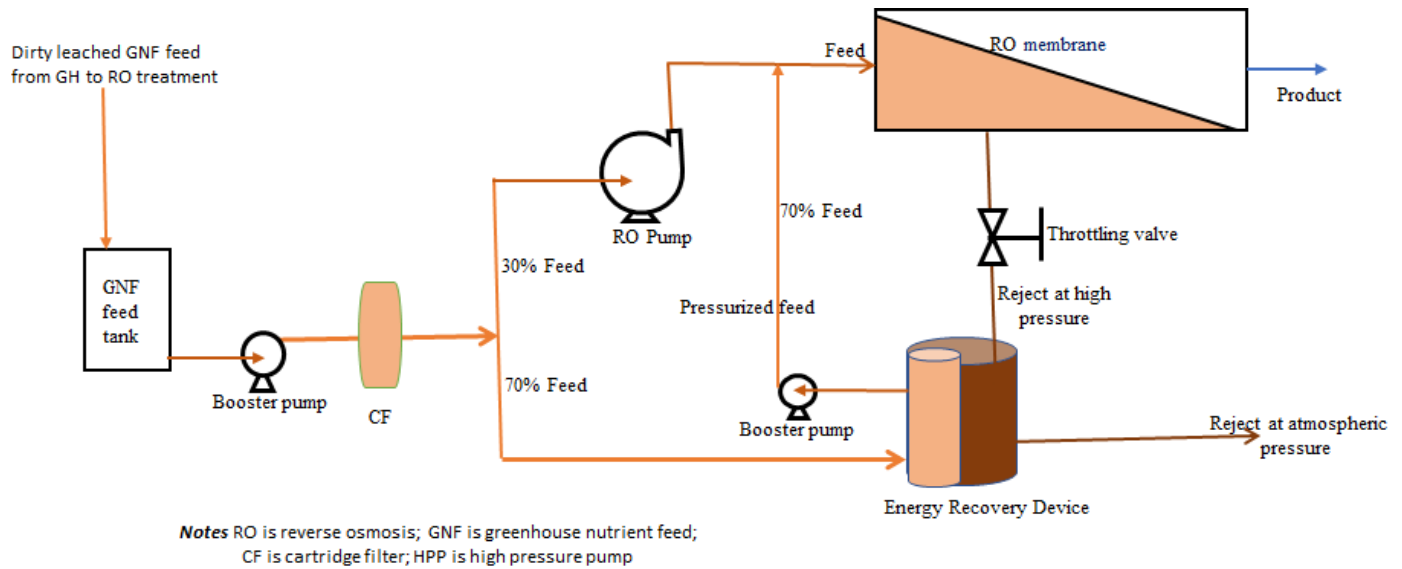 Dirty leached GNF feed
from GH to RO treatment
GNF
feed
tank
Booster pump
CF
30% Feed
70% Feed
RO Pump
Feed
70% Feed
Pressurized feed
Booster pump
RO membrane
Product
Throttling valve
Reject at high
pressure
Reject at atmospheric
pressure
Energy Recovery Device
Notes RO is reverse osmosis; GNF is greenhouse nutrient feed;
CF is cartridge filter; HPP is high pressure pump